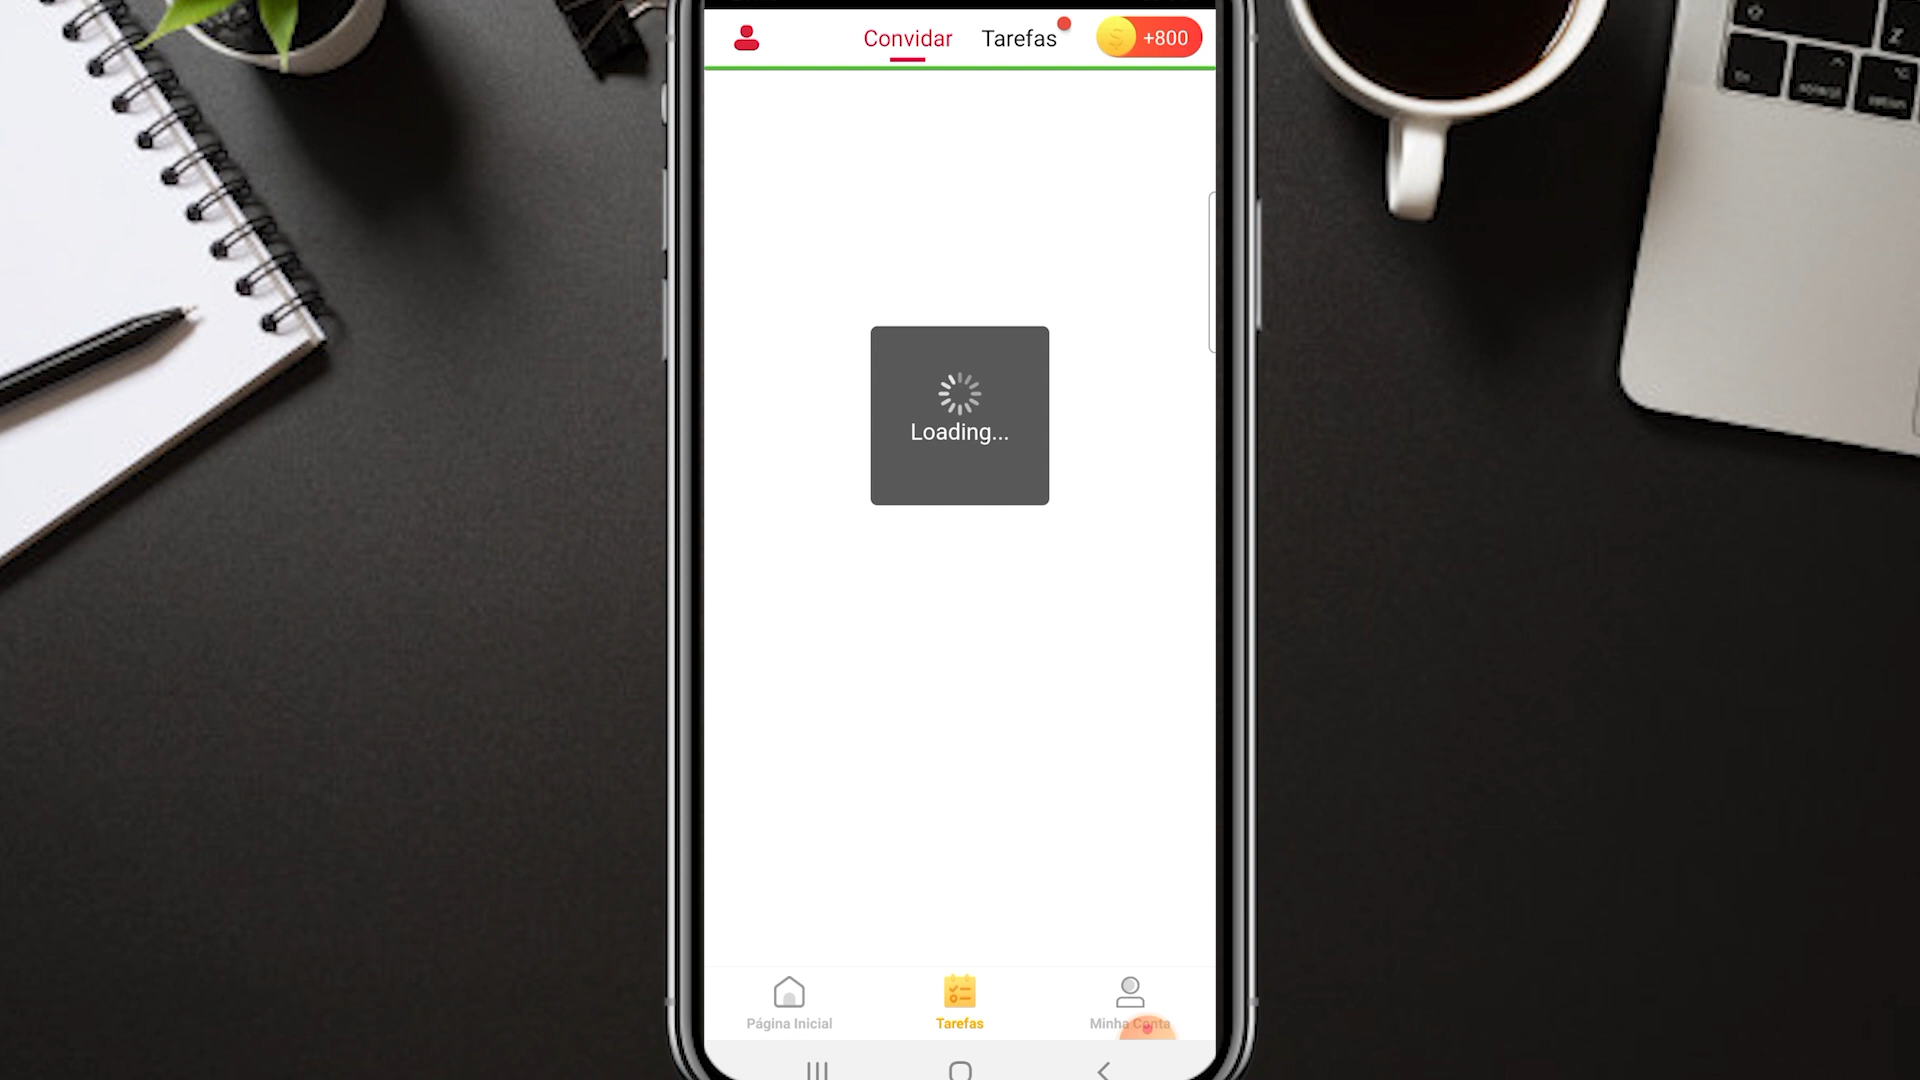 Convidar Tarefas +800
Loading...
Página Inicial Tarefas Minha Conta